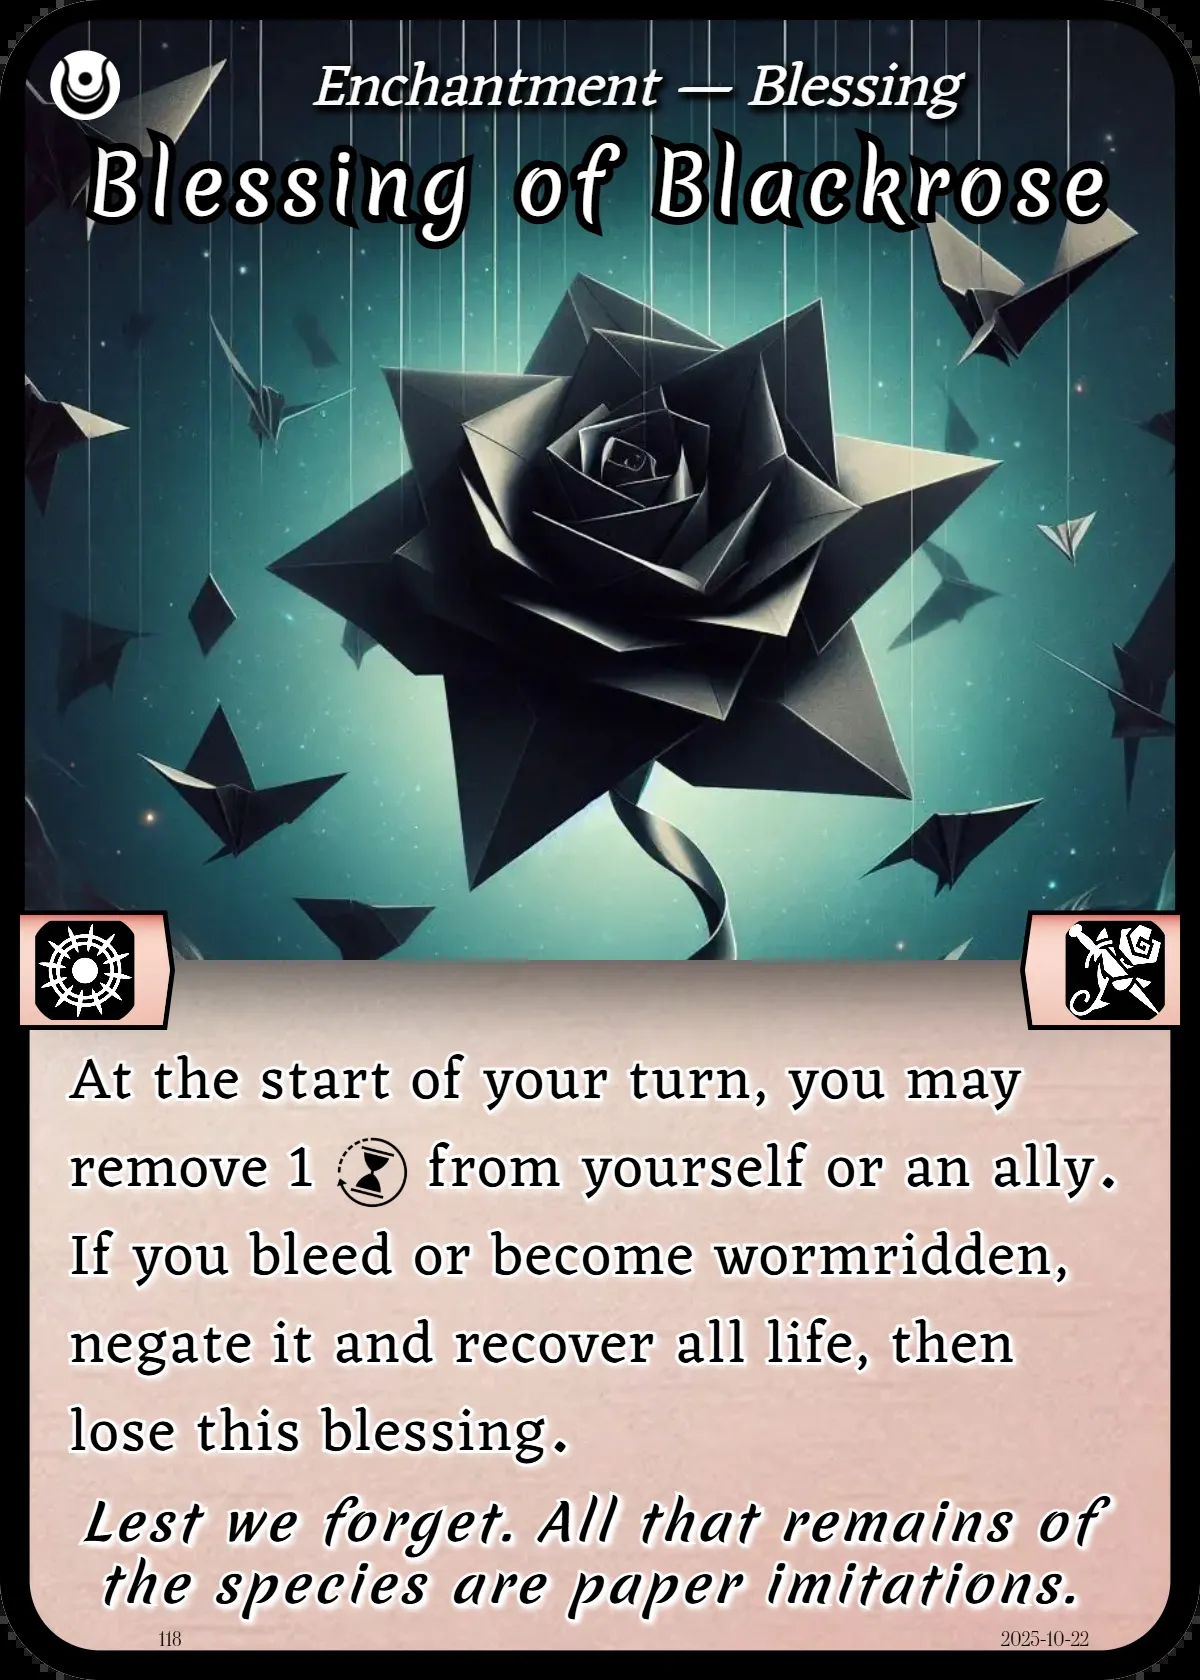 Enchantment — Blessing
Blessing of Blackrose
At the start of your turn, you may
remove 1 from yourself or an ally.
If you bleed or become wormridden,
negate it and recover all life, then
lose this blessing.
Lest we forget. All that remains of
the species are paper imitations.
118
2025-10-22